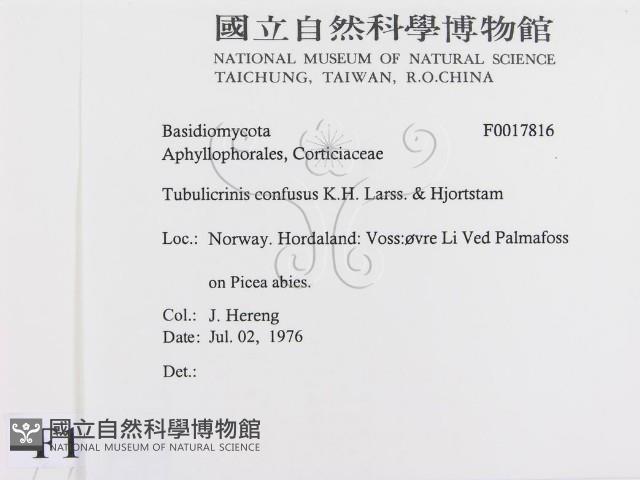 國立自然科學博物館
NATIONAL MUSEUM OF NATURAL SCIENCE
TAICHUNG, TAIWAN, R.O.CHINA
Basidiomycota F0017816
Aphyllophorales, Corticiaceae
Tubulicrinis confusus K.H. Larss. & Hjortstam
Loc.: Norway. Hordaland: Voss:øvre Li Ved Palmafoss
on Picea abies.
Col.: J. Hereng
Date: Jul. 02, 1976
Det.:
國立自然科學博物館
NATIONAL MUSEUM OF NATURAL SCIENCE